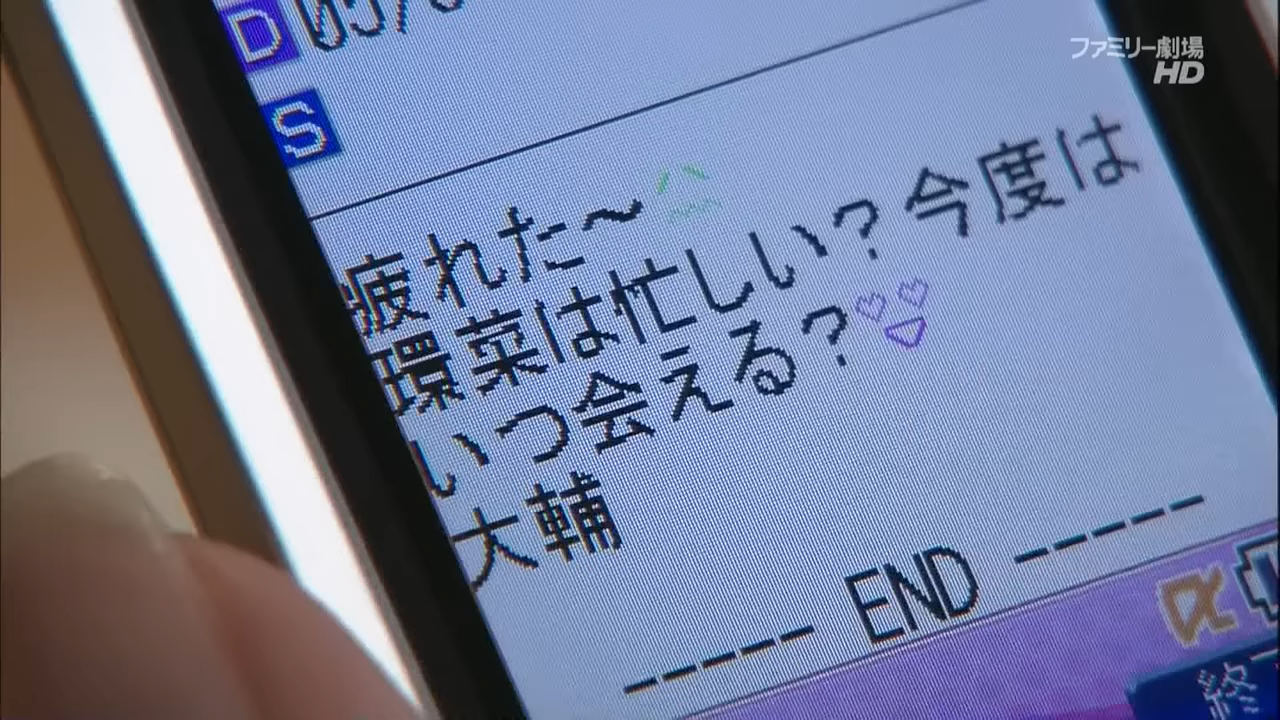 ファミリー劇場
HD
D
S
疲れた〜
環菜は忙しい？今度は
いつ会える？
大輔
----- END -----
終